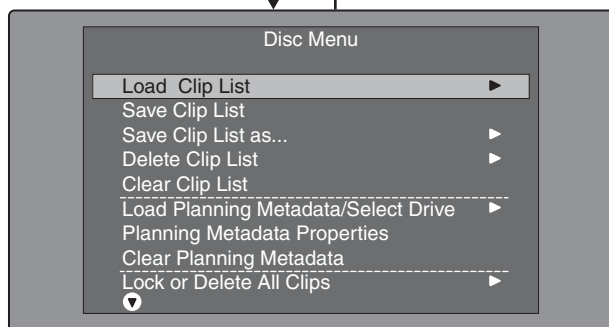 Disc Menu
Load Clip List
Save Clip List
Save Clip List as...
Delete Clip List
Clear Clip List
Load Planning Metadata/Select Drive
Planning Metadata Properties
Clear Planning Metadata
Lock or Delete All Clips